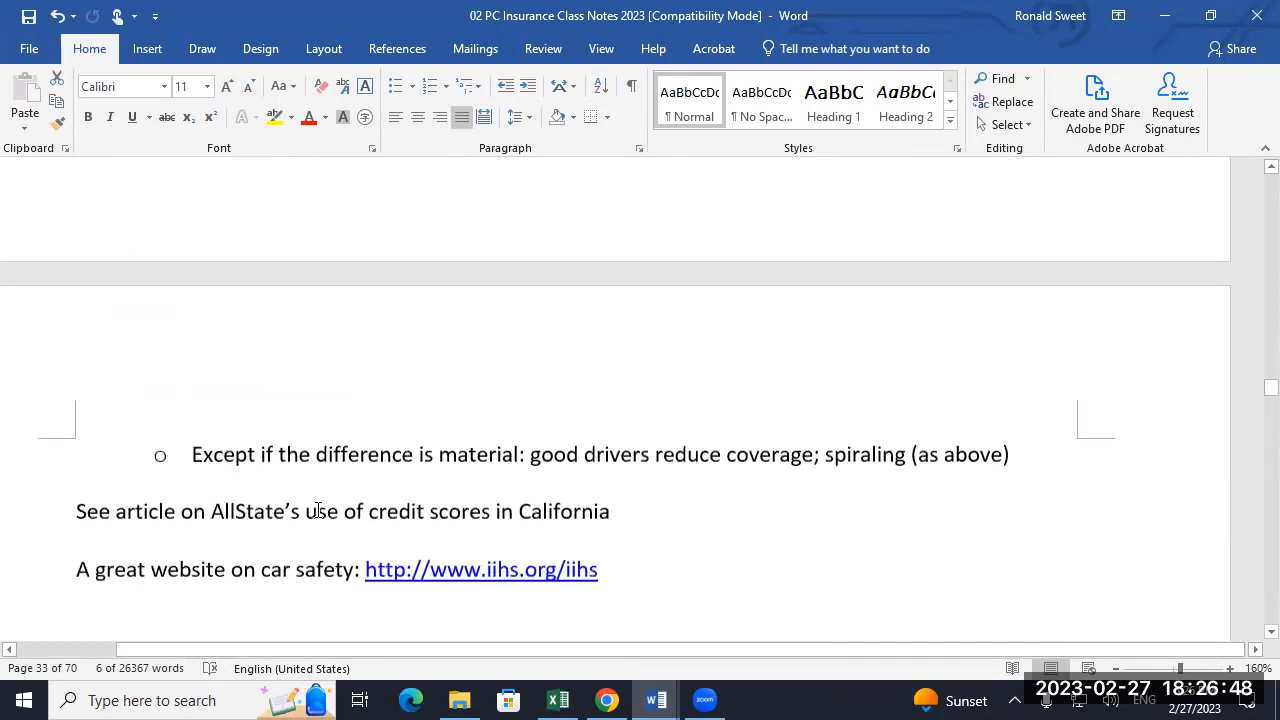 02 PC Insurance Class Notes 2023 [Compatibility Mode] - Word
Ronald Sweet
File Home Insert Draw Design Layout References Mailings Review View Help Acrobat Tell me what you want to do Share
Paste
Calibri 11
AaBbCcDc AaBbCcDc AaBbC AaBbCc
¶ Normal ¶ No Spac... Heading 1 Heading 2
Find
Replace
Select
Create and Share Adobe PDF
Request Signatures
Clipboard Font Paragraph Styles Editing Adobe Acrobat
o Except if the difference is material: good drivers reduce coverage; spiraling (as above)
See article on AllState’s use of credit scores in California
A great website on car safety: http://www.iihs.org/iihs
Page 33 of 70 6 of 26367 words English (United States) 160%
Type here to search
zoom
Sunset
ENG
2023-02-27 18:26:48
2/27/2023